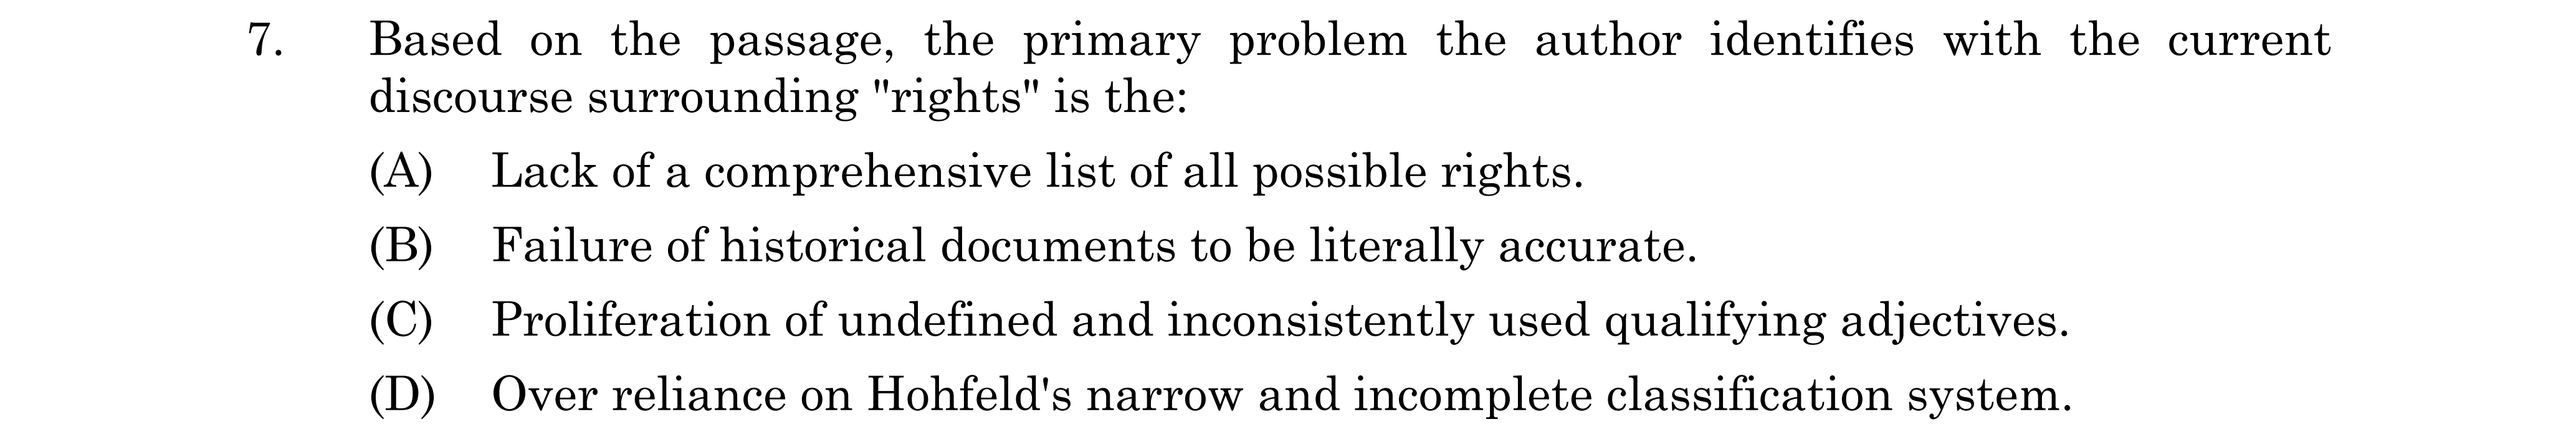 7. Based on the passage, the primary problem the author identifies with the current
discourse surrounding "rights" is the:
(A) Lack of a comprehensive list of all possible rights.
(B) Failure of historical documents to be literally accurate.
(C) Proliferation of undefined and inconsistently used qualifying adjectives.
(D) Over reliance on Hohfeld's narrow and incomplete classification system.